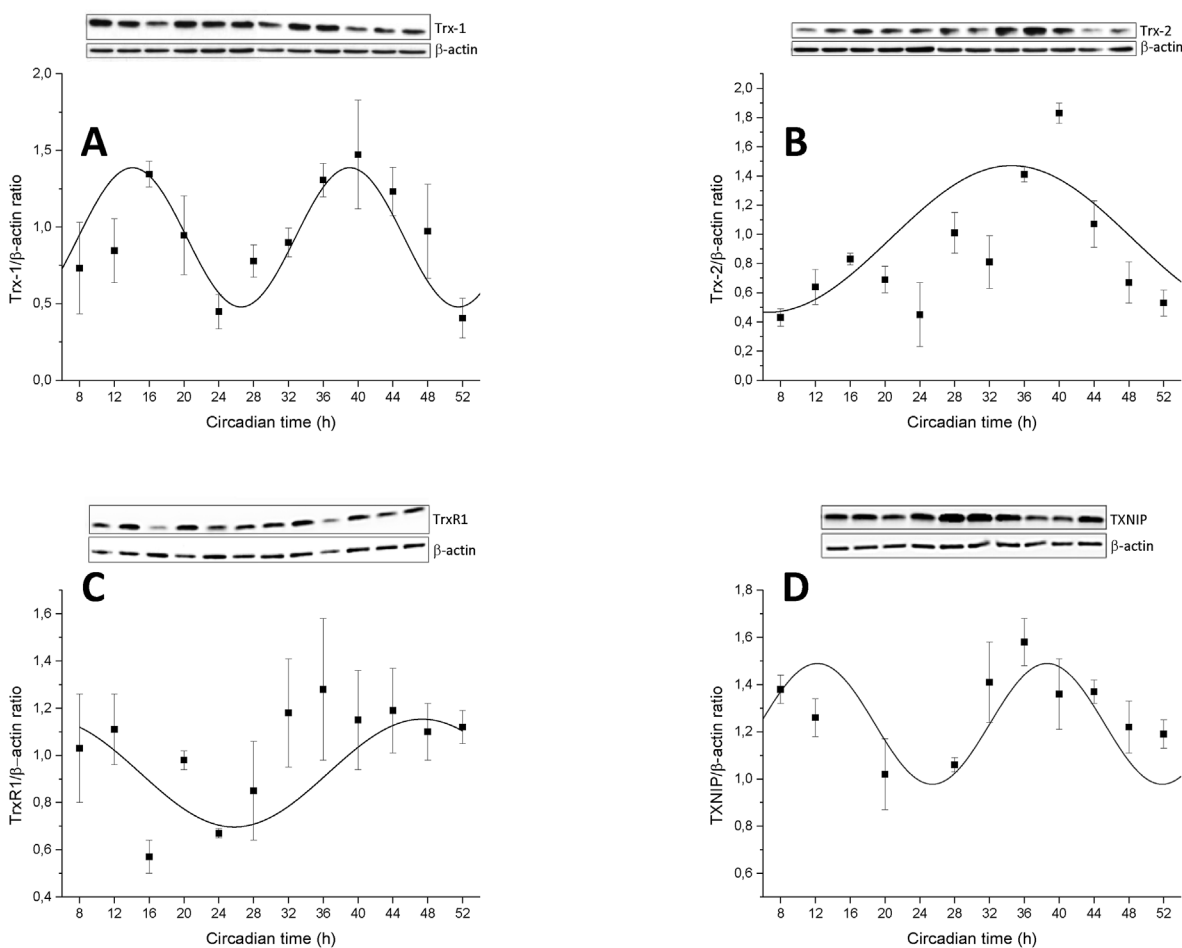 Trx-1
β-actin
A
2,0
1,5
1,0
0,5
0,0
Trx-1/β-actin ratio
8 12 16 20 24 28 32 36 40 44 48 52
Circadian time (h)
Trx-2
β-actin
B
2,0
1,8
1,6
1,4
1,2
1,0
0,8
0,6
0,4
0,2
0,0
Trx-2/β-actin ratio
8 12 16 20 24 28 32 36 40 44 48 52
Circadian time (h)
TrxR1
β-actin
C
1,8
1,6
1,4
1,2
1,0
0,8
0,6
0,4
TrxR1/β-actin ratio
8 12 16 20 24 28 32 36 40 44 48 52
Circadian time (h)
TXNIP
β-actin
D
1,8
1,6
1,4
1,2
1,0
0,8
0,6
TXNIP/β-actin ratio
8 12 16 20 24 28 32 36 40 44 48 52
Circadian time (h)